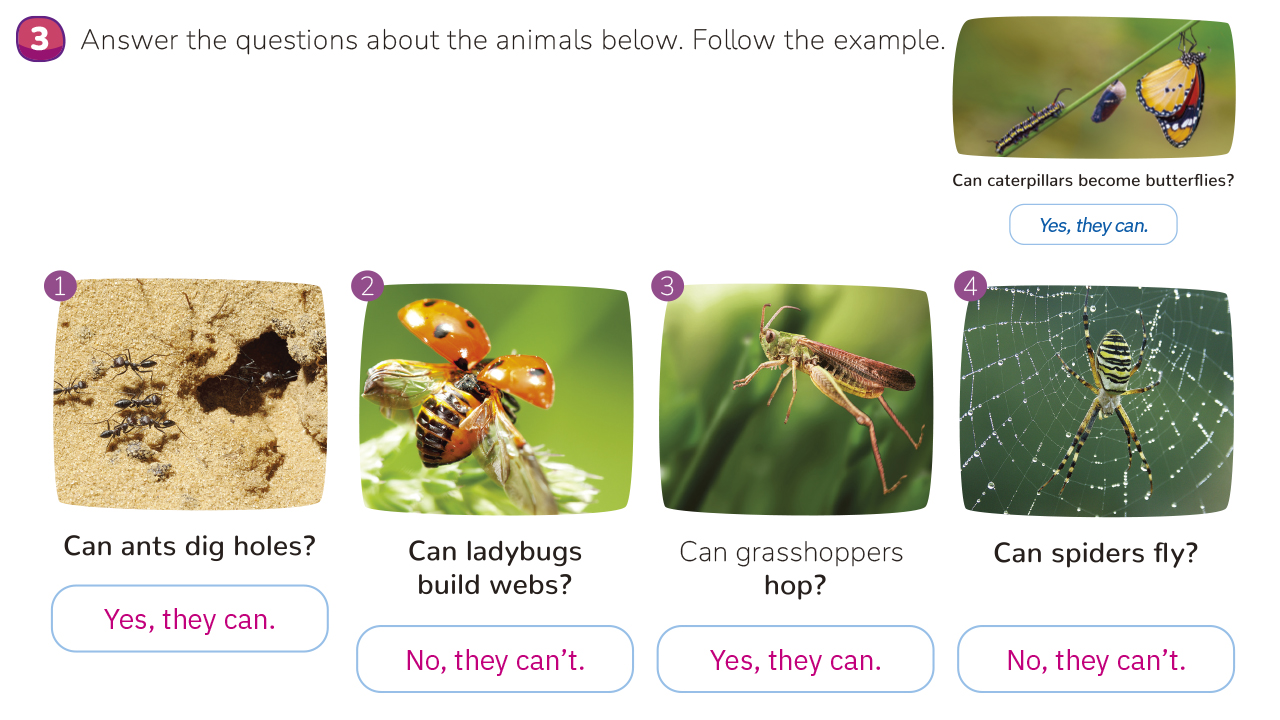 3 Answer the questions about the animals below. Follow the example.
Can caterpillars become butterflies?
Yes, they can.
1
Can ants dig holes?
Yes, they can.
2
Can ladybugs
build webs?
No, they can't.
3
Can grasshoppers
hop?
Yes, they can.
4
Can spiders fly?
No, they can't.